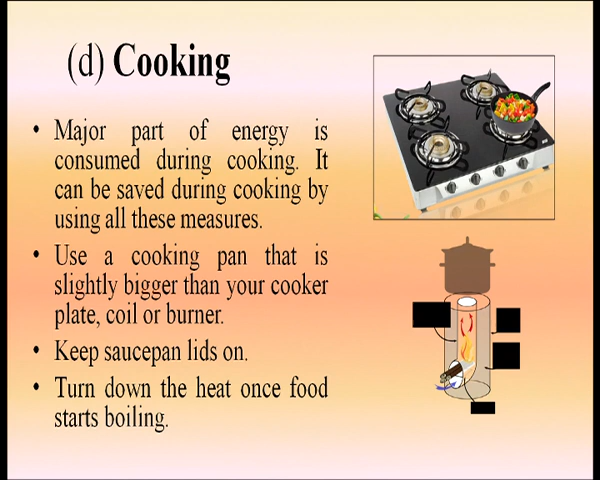 (d) Cooking
• Major part of energy is
consumed during cooking. It
can be saved during cooking by
using all these measures.
• Use a cooking pan that is
slightly bigger than your cooker
plate, coil or burner.
• Keep saucepan lids on.
• Turn down the heat once food
starts boiling.